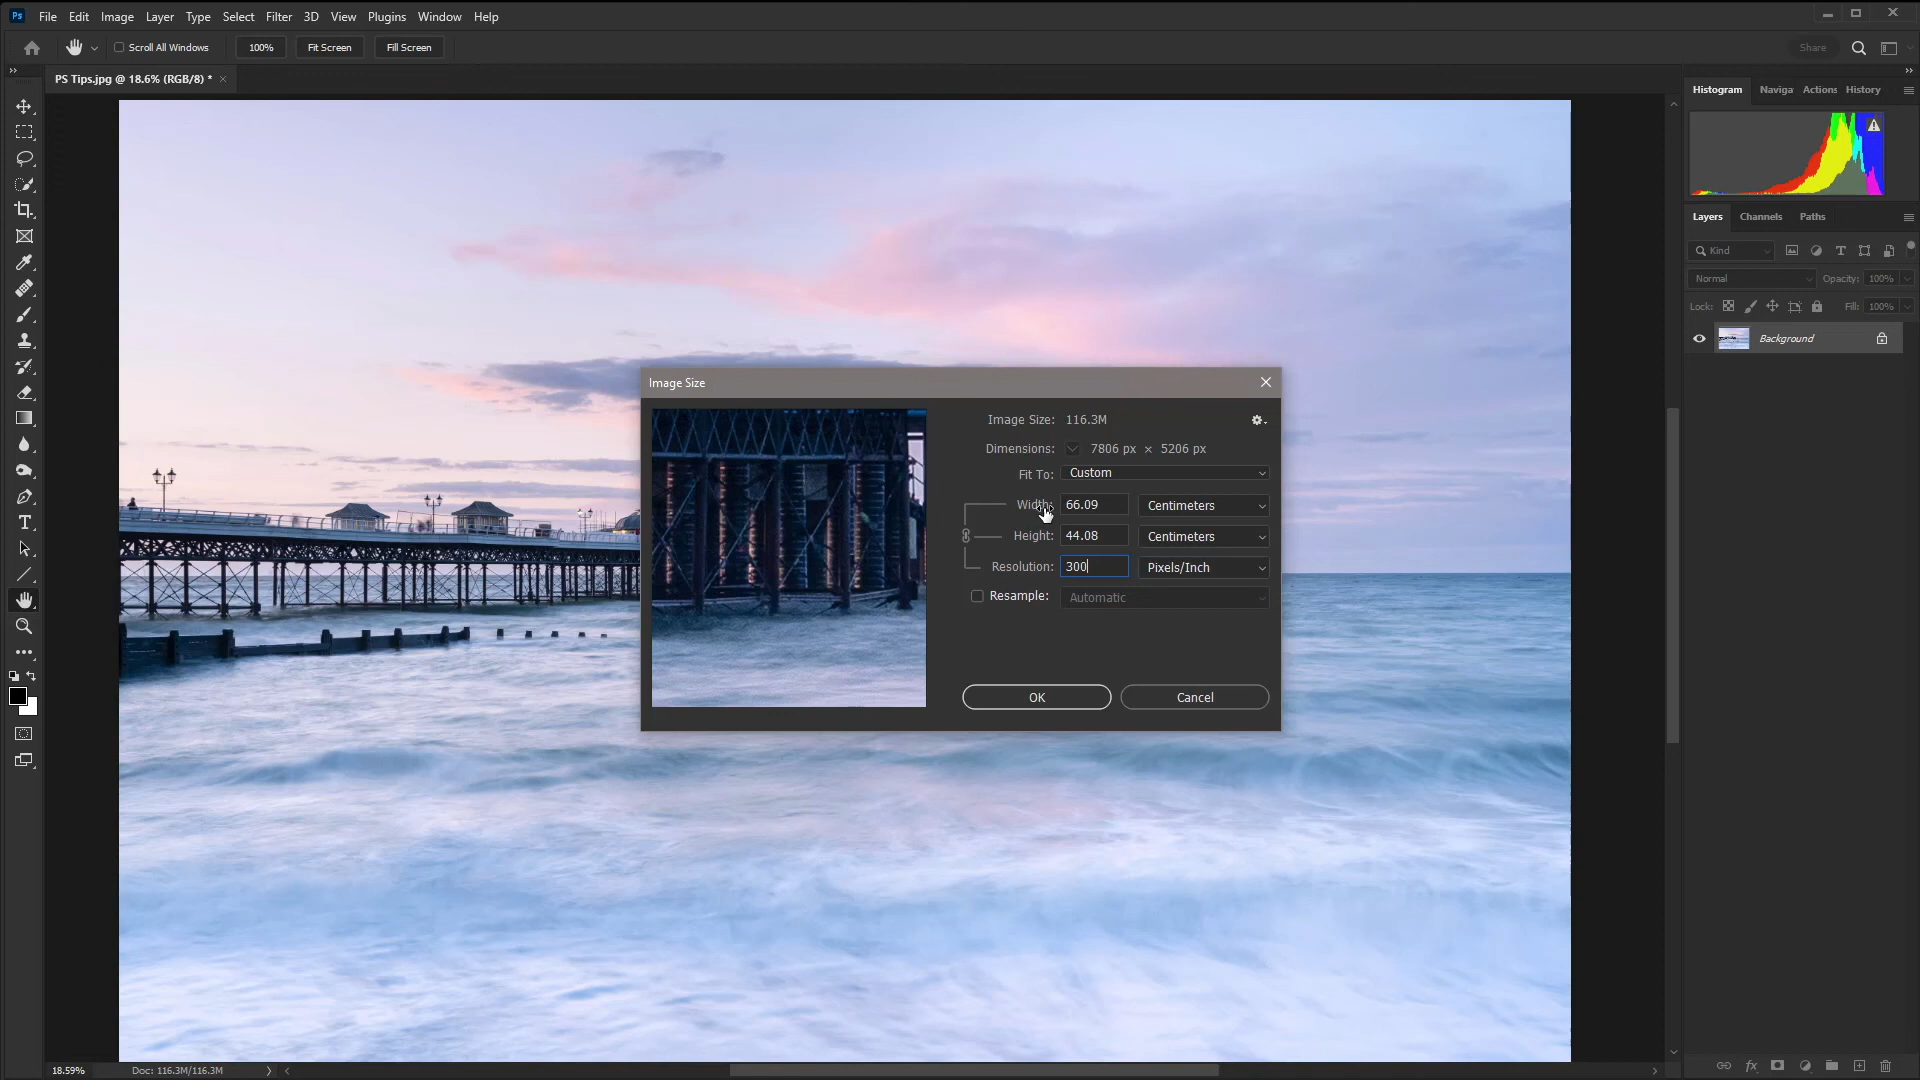 Ps File Edit Image Layer Type Select Filter 3D View Plugins Window Help
Scroll All Windows 100% Fit Screen Fill Screen Share
PS Tips.jpg @ 18.6% (RGB/8) * ×
Histogram Naviga Actions History
Layers Channels Paths
Kind
Normal Opacity: 100%
Lock: Fill: 100%
Background
Image Size
Image Size: 116.3M
Dimensions: 7806 px × 5206 px
Fit To: Custom
Width: 66.09 Centimeters
Height: 44.08 Centimeters
Resolution: 300 Pixels/Inch
Resample: Automatic
OK Cancel
18.59% Doc: 116.3M/116.3M